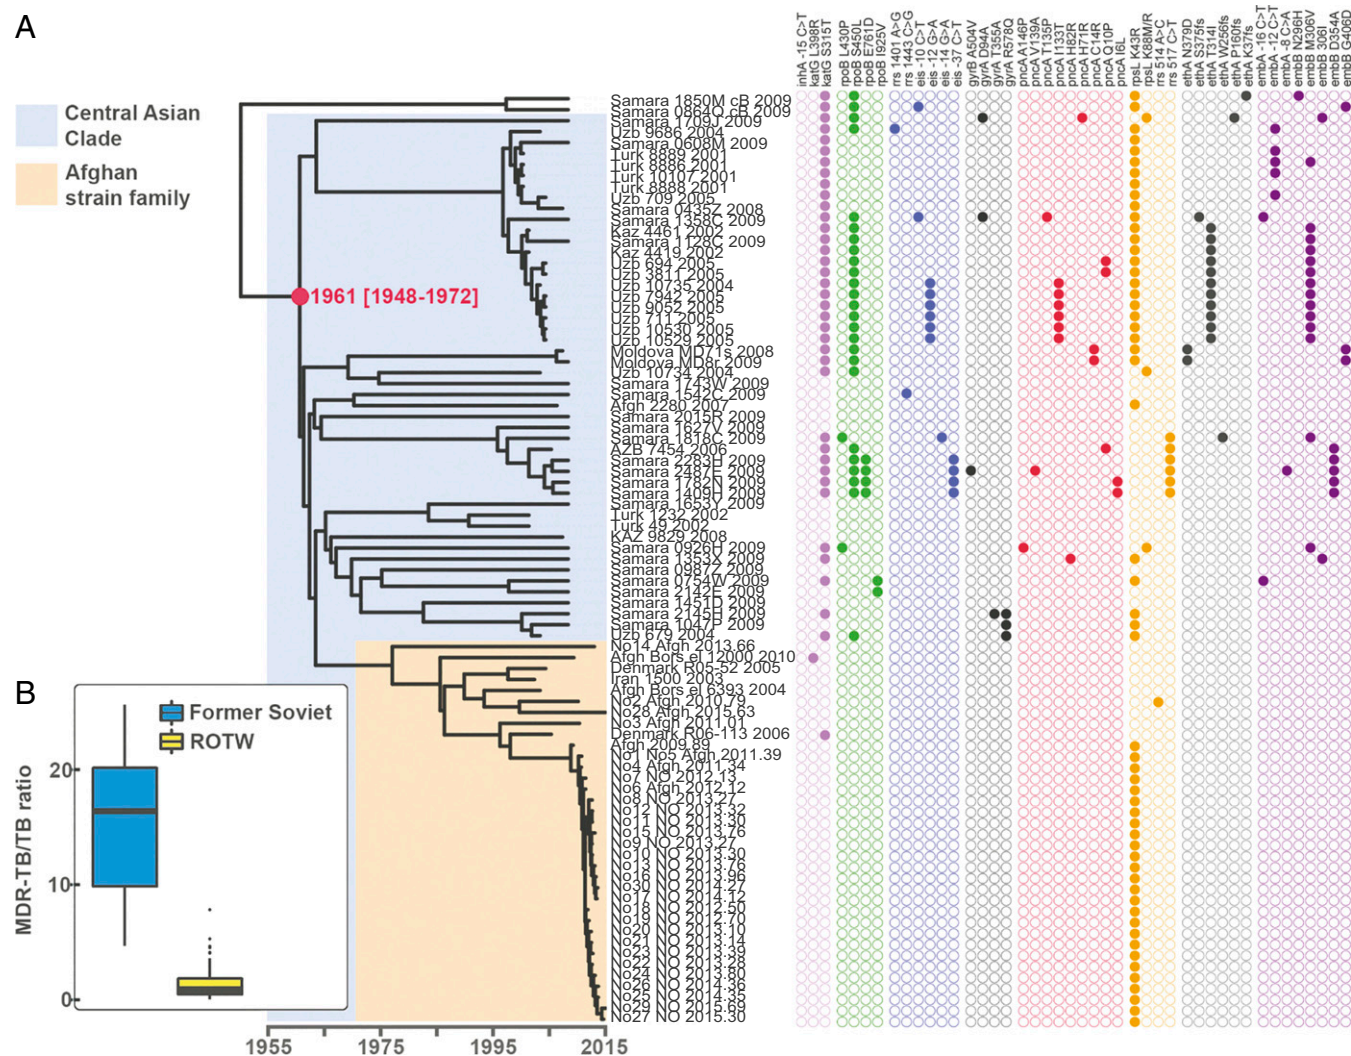 A
Central Asian
Clade
Afghan
strain family
1961 [1948-1972]
inhA -15 C>T
katG L398R
katG S315T
rpoB L430P
rpoB S450L
rpoB E761D
rpoB I925V
rrs 1401 A>G
rrs 1443 C>G
eis -10 C>T
eis -12 G>A
eis -14 G>A
eis -37 C>T
gyrB A504V
gyrA D94A
gyrA T355A
gyrA R578Q
pncA A146P
pncA V139A
pncA T135P
pncA I133T
pncA H82R
pncA H71R
pncA C14R
pncA Q10P
pncA I6L
rpsL K43R
rpsL K88M/R
rrs 514 A>C
rrs 517 C>T
ethA N379D
ethA S375fs
ethA T314I
ethA W256fs
ethA P160fs
ethA K37fs
embA -16 C>T
embA -12 C>T
embA -8 C>A
embB N296H
embB M306V
embB 306I
embB D354A
embB G406D
Samara 1850M cB 2009
Samara 0864Q cB 2009
Samara 1709J 2009
Uzb 9686 2004
Samara 0608M 2009
Turk 8889 2001
Turk 8886 2001
Turk 10107 2001
Turk 8888 2001
Uzb 709 2005
Samara 0435Z 2008
Samara 1358C 2009
Kaz 4461 2002
Samara 1128C 2009
Kaz 4419 2002
Uzb 694 2005
Uzb 3817 2005
Uzb 10735 2004
Uzb 7942 2005
Uzb 9052 2005
Uzb 711 2005
Uzb 10530 2005
Uzb 10529 2005
Moldova MD71s 2008
Moldova MD8r 2009
Uzb 10734 2004
Samara 1743W 2009
Samara 1542C 2009
Afgh 2280 2007
Samara 2015R 2009
Samara 1627V 2009
Samara 1818C 2009
AZB 7454 2006
Samara 2283H 2009
Samara 2487E 2009
Samara 1782N 2009
Samara 1409H 2009
Samara 1653Y 2009
Turk 1232 2002
Turk 49 2002
KAZ 9829 2008
Samara 0926H 2009
Samara 1353X 2009
Samara 0987Z 2009
Samara 0754W 2009
Samara 2142E 2009
Samara 1451D 2009
Samara 2145H 2009
Samara 1047P 2009
Uzb 679 2004
No14 Afgh 2013.66
Afgh Bors el 12000 2010
Denmark R05-52 2005
Iran 1500 2003
Afgh Bors el 6393 2004
No2 Afgh 2010.79
No28 Afgh 2015.63
No3 Afgh 2011.01
Denmark R06-113 2006
Afgh 2009.89
No1 No5 Afgh 2011.39
No4 Afgh 2011.34
No7 NO 2012.13
No6 Afgh 2012.12
No8 NO 2013.27
No12 NO 2013.32
No11 NO 2013.30
No15 NO 2013.76
No9 NO 2013.27
No10 NO 2013.30
No13 NO 2013.76
No16 NO 2013.96
No30 NO 2014.27
No17 NO 2014.12
No18 NO 2012.50
No19 NO 2012.70
No20 NO 2013.10
No21 NO 2013.14
No23 NO 2013.39
No22 NO 2013.28
No24 NO 2013.80
No26 NO 2014.36
No25 NO 2014.35
No29 NO 2015.69
No27 NO 2015.30
1955
1975
1995
2015
B
Former Soviet
ROTW
MDR-TB/TB ratio
20
10
0